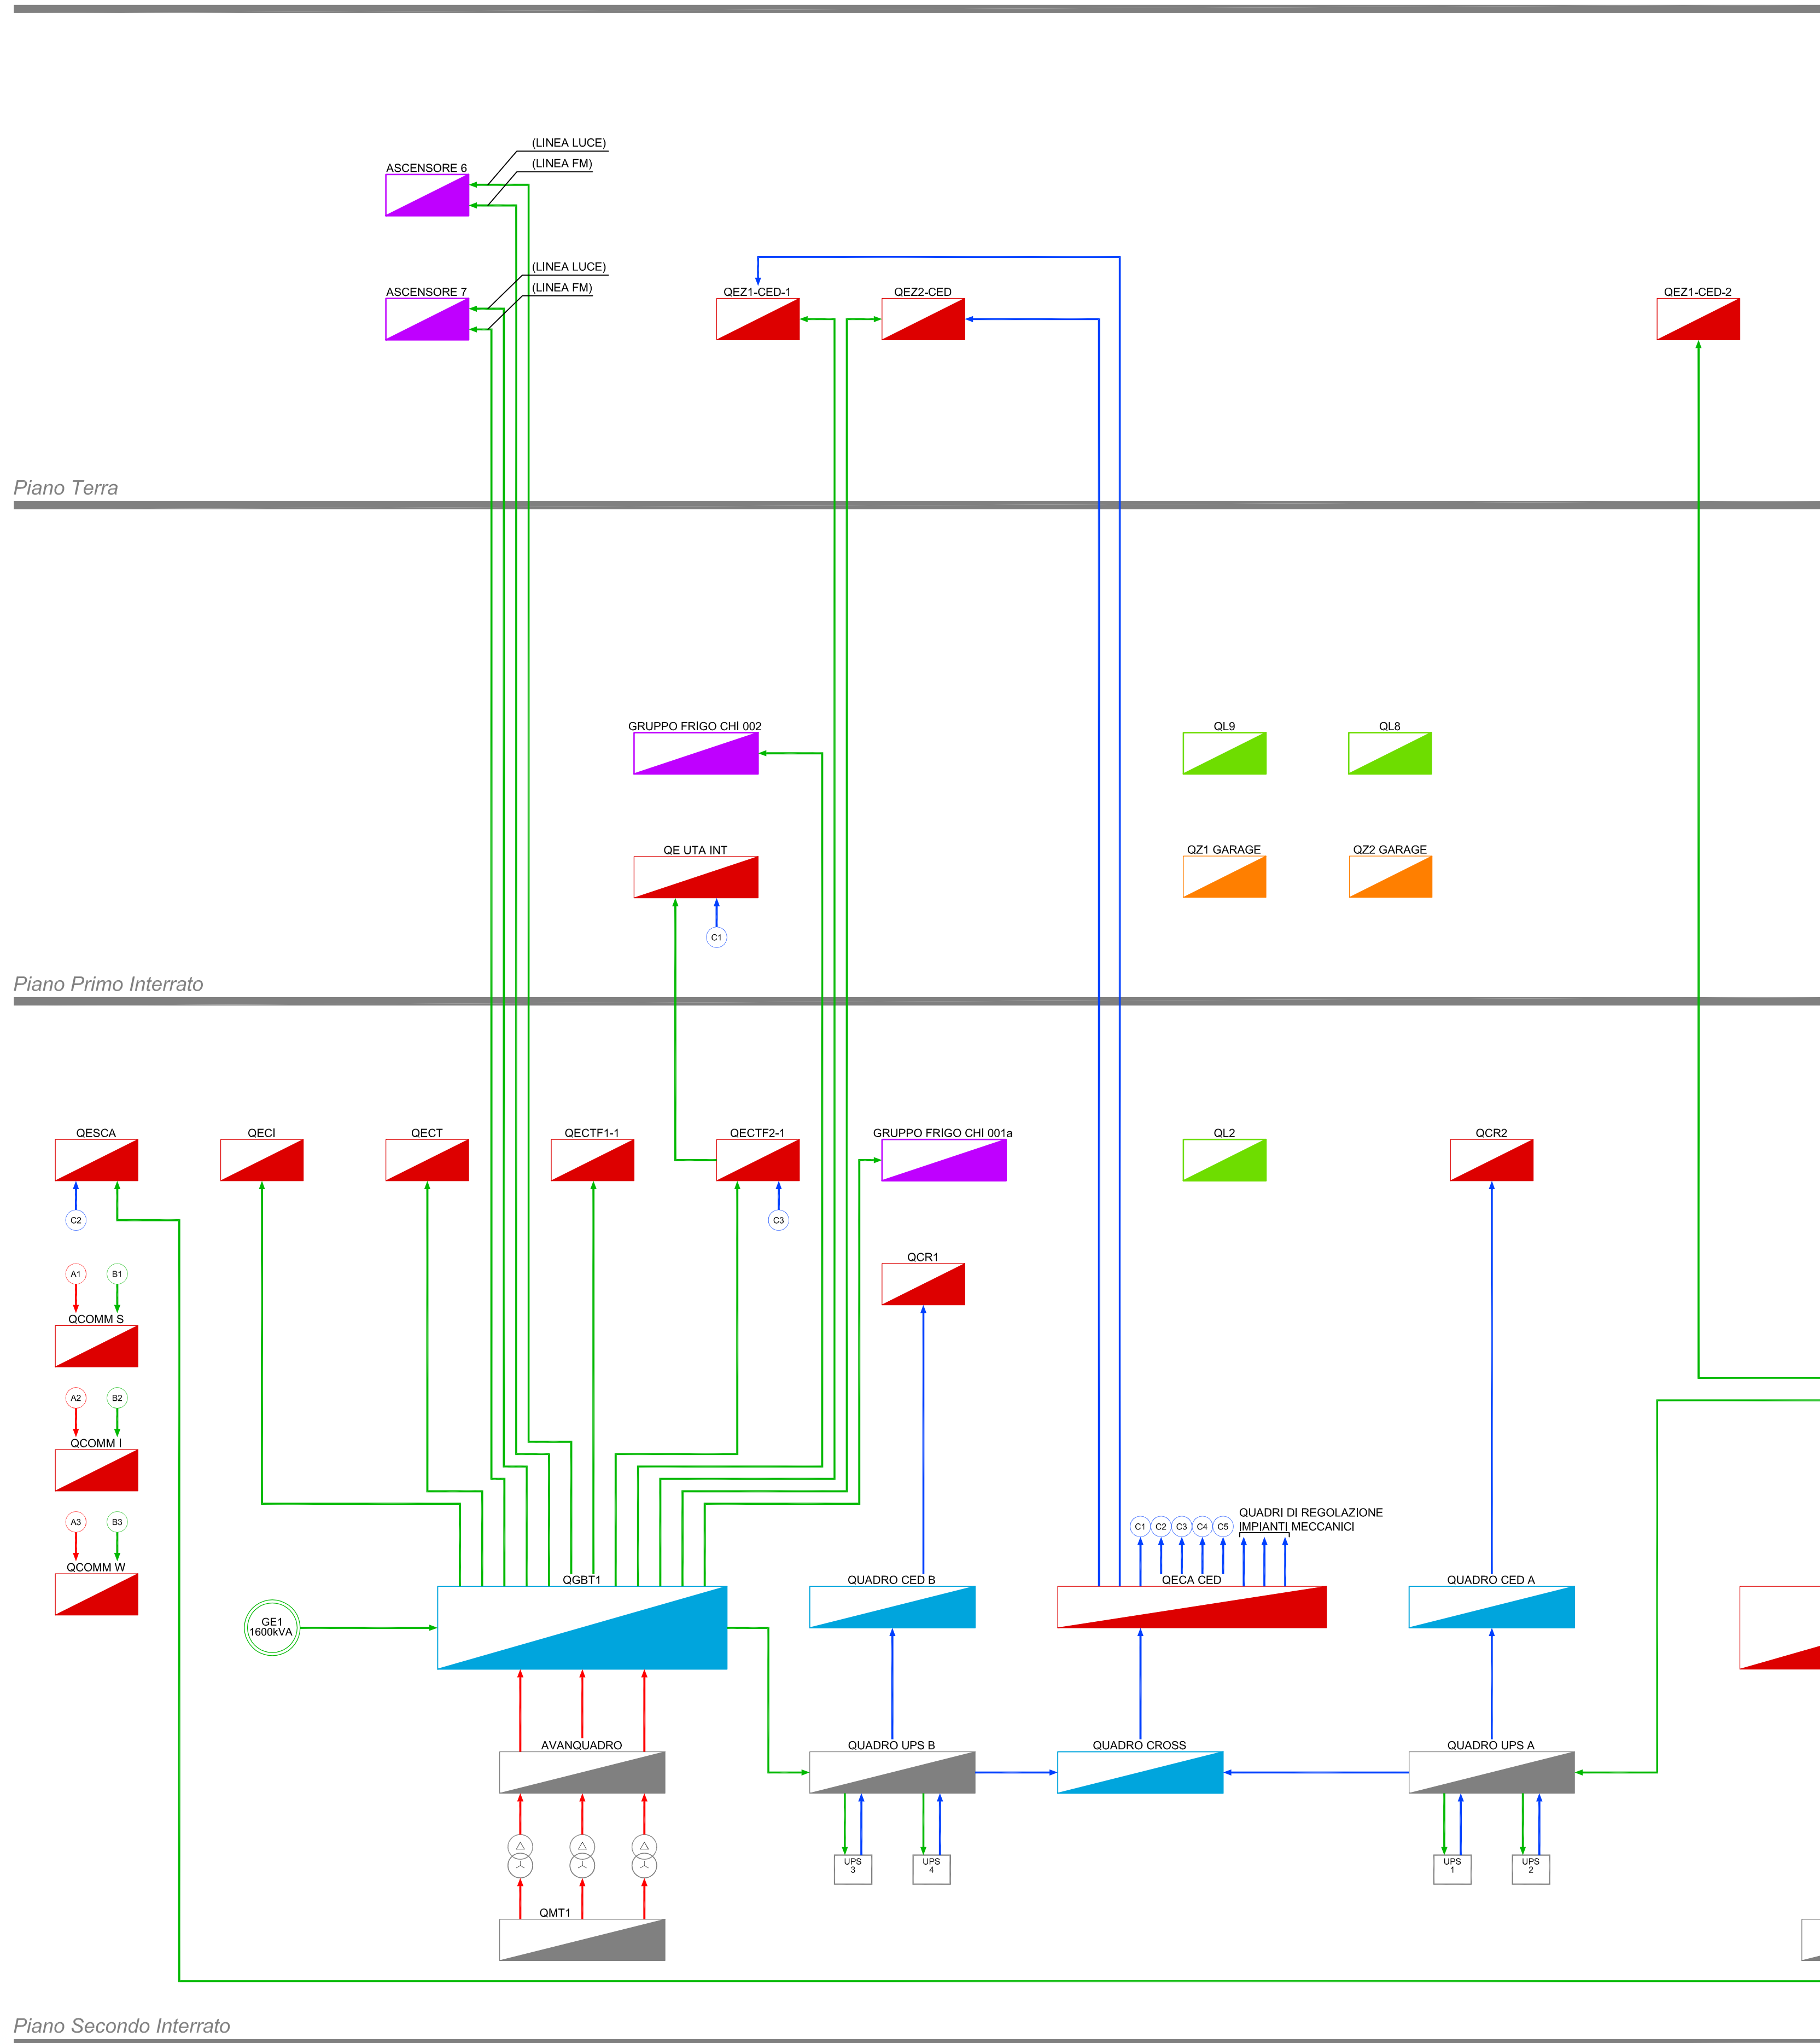 (LINEA LUCE)
(LINEA FM)
ASCENSORE 6
(LINEA LUCE)
(LINEA FM)
ASCENSORE 7
QEZ1-CED-1
QEZ2-CED
QEZ1-CED-2
Piano Terra
GRUPPO FRIGO CHI 002
QL9
QL8
QE UTA INT
QZ1 GARAGE
QZ2 GARAGE
C1
Piano Primo Interrato
QESCA
QECI
QECT
QECTF1-1
QECTF2-1
GRUPPO FRIGO CHI 001a
QL2
QCR2
C2
C3
QCR1
A1
B1
QCOMM S
A2
B2
QCOMM I
A3
B3
QCOMM W
C1
C2
C3
C4
C5
QUADRI DI REGOLAZIONE
IMPIANTI MECCANICI
QGBT1
QUADRO CED B
QECA CED
QUADRO CED A
GE1
1600kVA
AVANQUADRO
QUADRO UPS B
QUADRO CROSS
QUADRO UPS A
UPS
3
UPS
4
UPS
1
UPS
2
QMT1
Piano Secondo Interrato